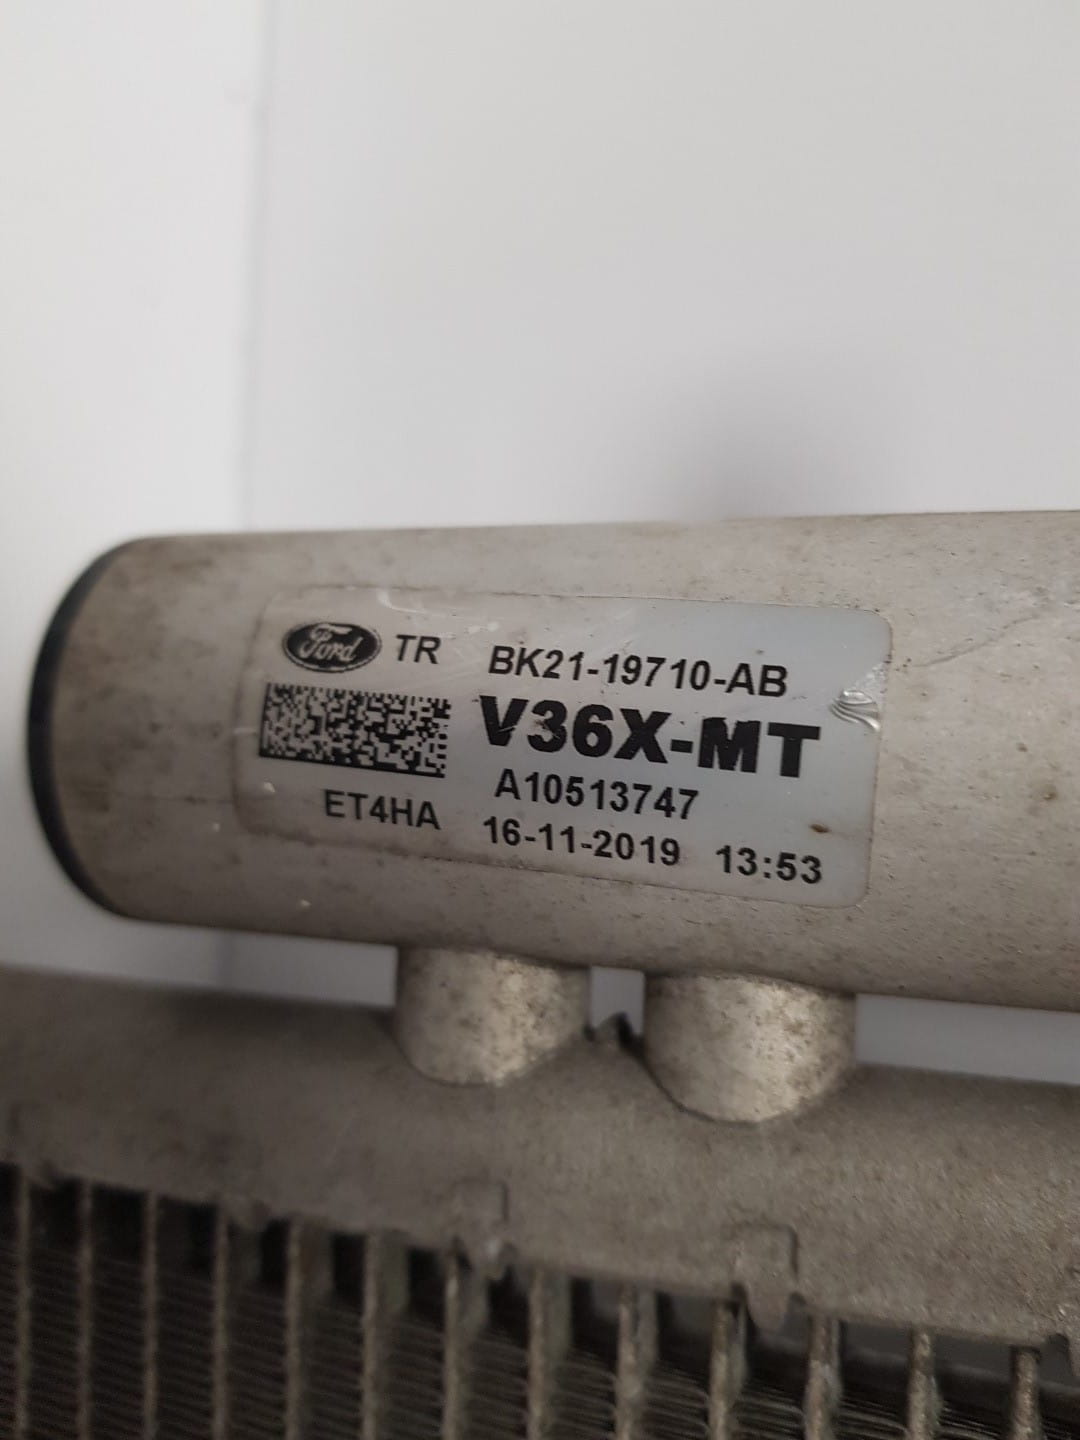 Ford TR BK21-19710-AB
V36X-MT
A10513747
ET4HA 16-11-2019 13:53